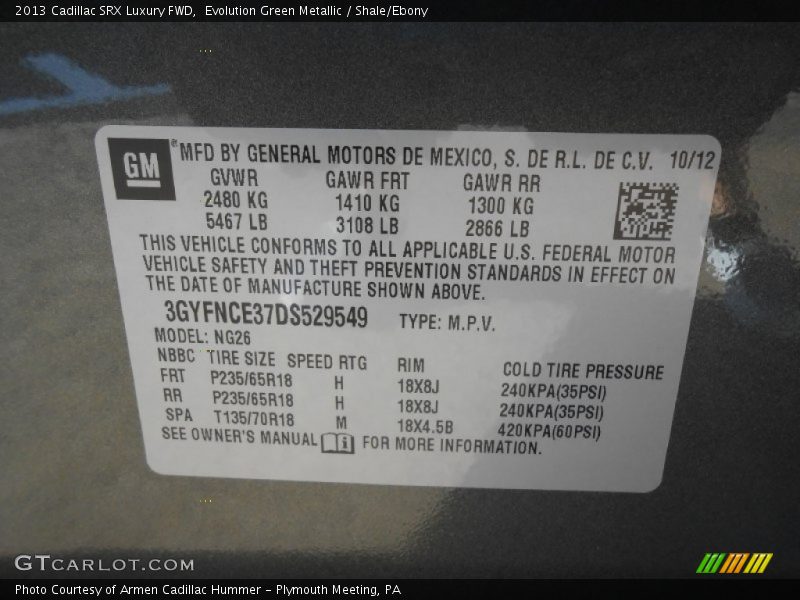 2013 Cadillac SRX Luxury FWD, Evolution Green Metallic / Shale/Ebony
GM ® MFD BY GENERAL MOTORS DE MEXICO, S. DE R.L. DE C.V. 10/12
GVWR GAWR FRT GAWR RR
2480 KG 1410 KG 1300 KG
5467 LB 3108 LB 2866 LB
THIS VEHICLE CONFORMS TO ALL APPLICABLE U.S. FEDERAL MOTOR
VEHICLE SAFETY AND THEFT PREVENTION STANDARDS IN EFFECT ON
THE DATE OF MANUFACTURE SHOWN ABOVE.
3GYFNCE37DS529549 TYPE: M.P.V.
MODEL: NG26
NBBC TIRE SIZE SPEED RTG RIM COLD TIRE PRESSURE
FRT P235/65R18 H 18X8J 240KPA(35PSI)
RR P235/65R18 H 18X8J 240KPA(35PSI)
SPA T135/70R18 M 18X4.5B 420KPA(60PSI)
SEE OWNER'S MANUAL i FOR MORE INFORMATION.
GTCARLOT.COM
Photo Courtesy of Armen Cadillac Hummer - Plymouth Meeting, PA